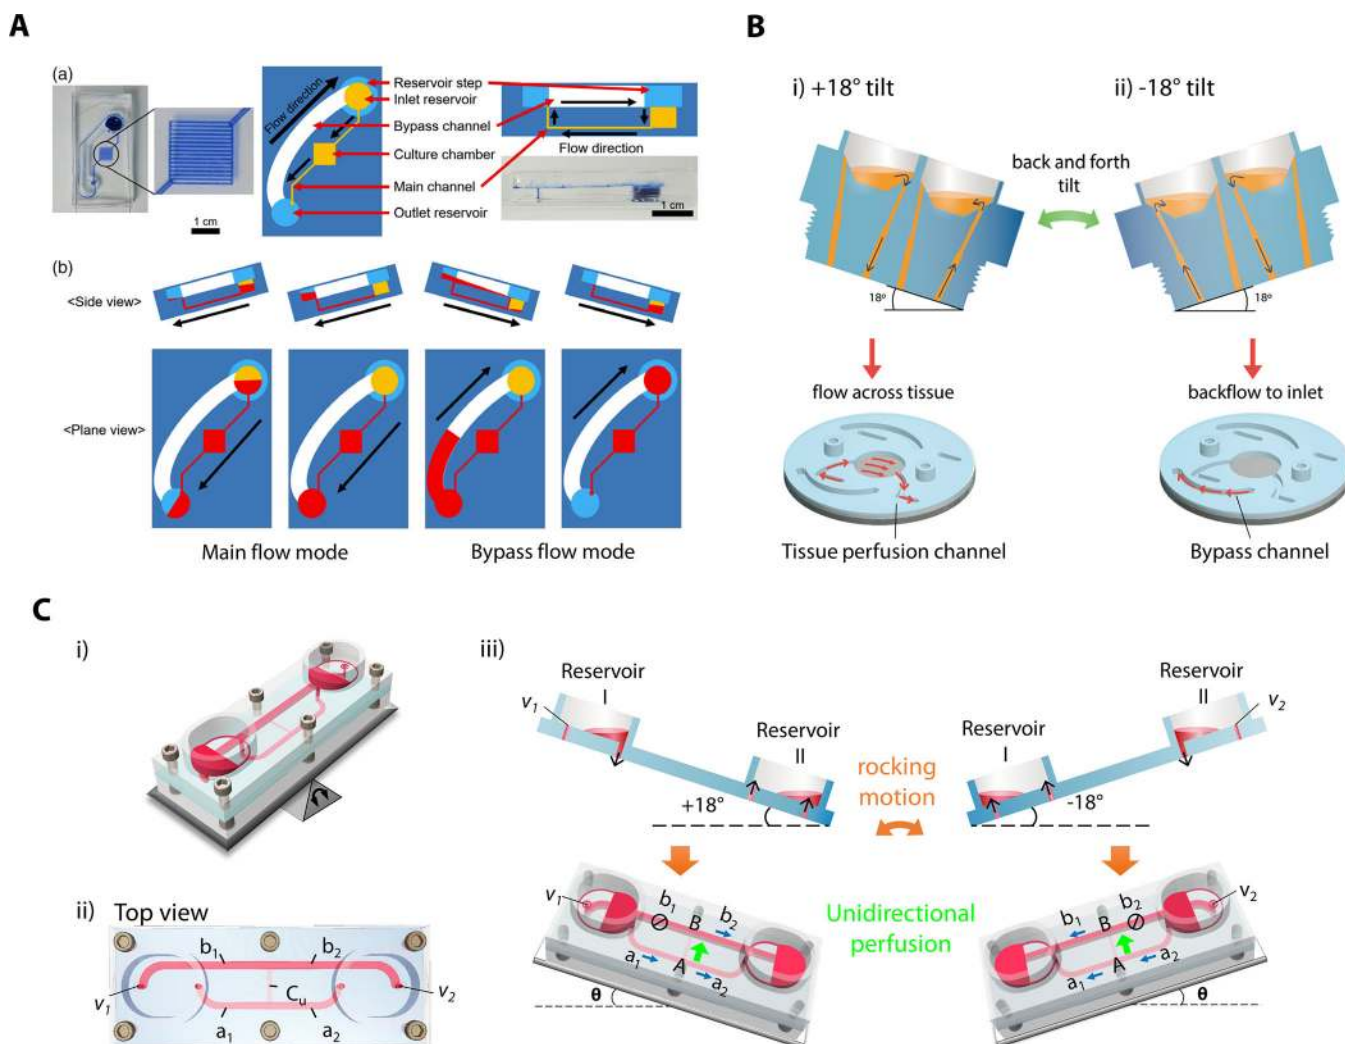 A
(a)
1 cm
Flow direction
Reservoir step
Inlet reservoir
Bypass channel
Culture chamber
Main channel
Outlet reservoir
Flow direction
1 cm
(b)
<Side view>
<Plane view>
Main flow mode
Bypass flow mode
B
i) +18° tilt
ii) -18° tilt
back and forth
tilt
18°
18°
flow across tissue
backflow to inlet
Tissue perfusion channel
Bypass channel
C
i)
ii) Top view
b1
b2
v1
Cu
v2
a1
a2
iii)
Reservoir
I
v1
Reservoir
II
+18°
rocking
motion
Reservoir
I
Reservoir
II
v2
-18°
Unidirectional
perfusion
v1
b1
B
b2
a1
A
a2
θ
b1
B
b2
v2
a1
A
a2
θ